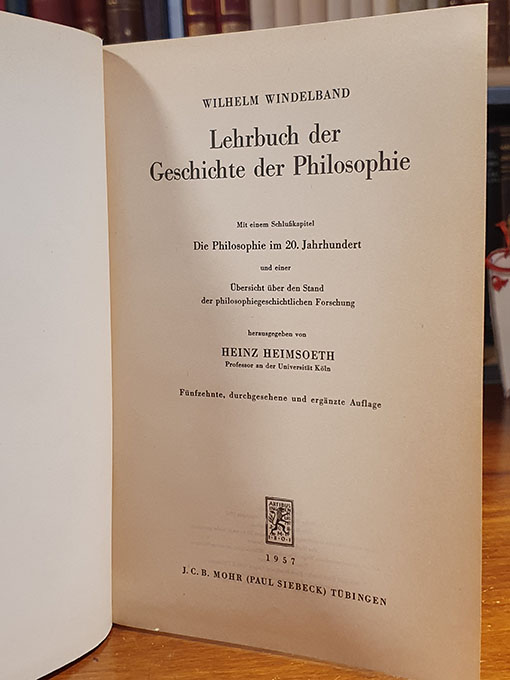 WILHELM WINDELBAND
Lehrbuch der
Geschichte der Philosophie
Mit einem Schlußkapitel
Die Philosophie im 20. Jahrhundert
und einer
Übersicht über den Stand
der philosophiegeschichtlichen Forschung
herausgegeben von
HEINZ HEIMSOETH
Professor an der Universität Köln
Fünfzehnte, durchgesehene und ergänzte Auflage
ARTIBUS
1801
1957
J. C. B. MOHR (PAUL SIEBECK) TÜBINGEN